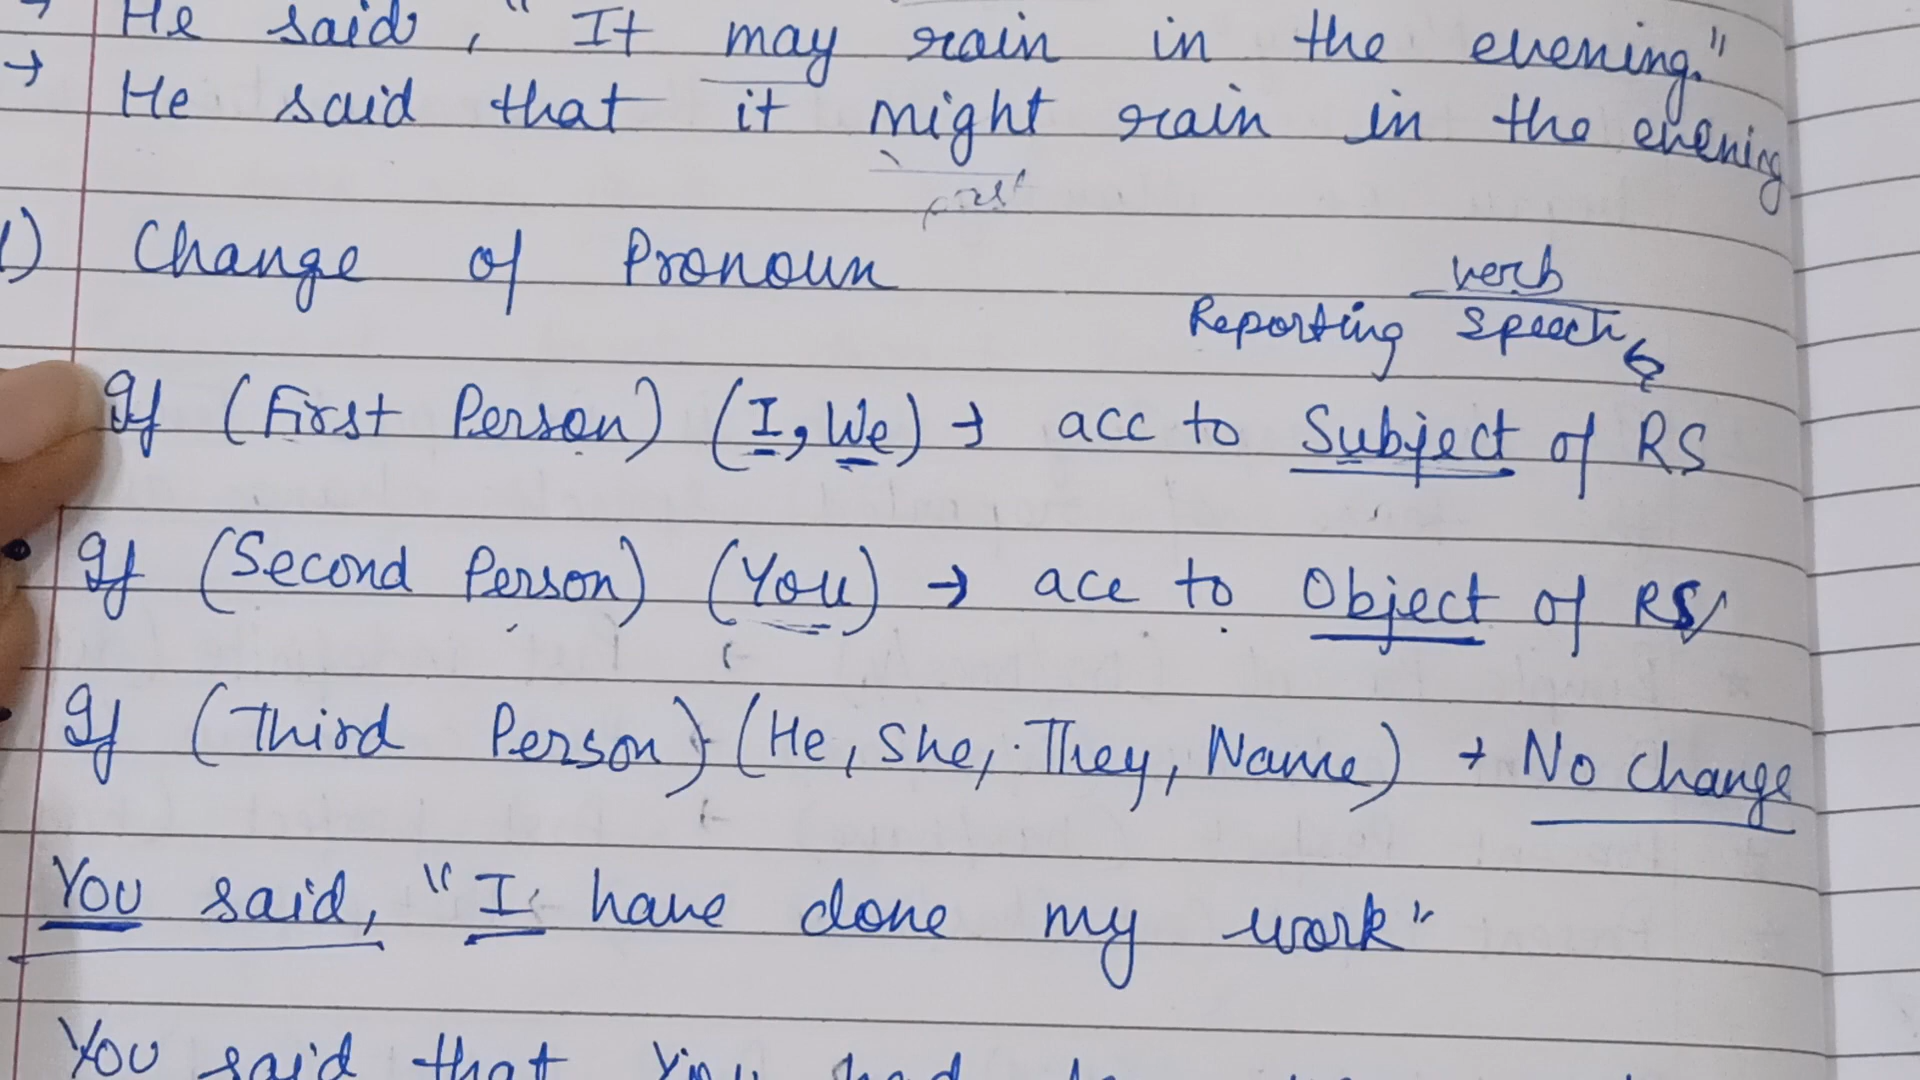 → He said, " It may rain in the evening."
→ He said that it might rain in the evening
past
1) Change of Pronoun
verb
Reporting Speech
If (First Person) (I, We) → acc to Subject of RS
• If (Second Person) (You) → acc to Object of RS
If (Third Person) (He, She, They, Name) → No change
You said, "I have done my work"
You said that you had